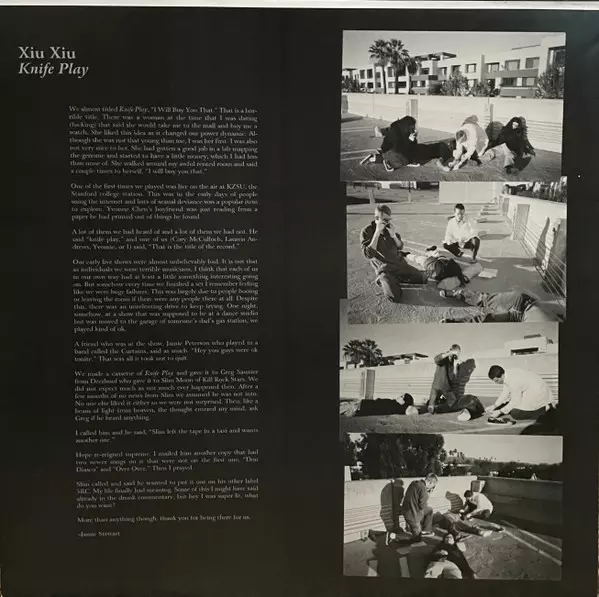 Xiu Xiu
Knife Play
We almost titled Knife Play, "I Will Buy You That." That is a hor-
rible title. There was a woman at the time that I was dating
(fucking) that said she would take me to the mall and buy me a
watch. She liked this idea as it changed our power dynamic. Al-
though she was not that young than me, I was her first. I was also
not very nice to her. She had gotten a good job in a lab mapping
the genome and started to have a little money, which I had less
than none of. She walked around my awful rented room and said
a couple times to herself, "I will buy you that."
One of the first times we played was live on the air at KZSU, the
Stanford college station. This was in the early days of people
using the internet and lists of sexual deviance was a popular item
to explore. Yvonne Chen's boyfriend was just reading from a
paper he had printed out of things he found.
A lot of them we had heard of and a lot of them we had not. He
said "knife play," and one of us (Cory McCulloch, Lauren An-
drews, Yvonne, or I) said, "That is the title of the record."
Our early live shows were almost unbelievably bad. It is not that
as individuals we were terrible musicians, I think that each of us
in our own way had at least a little something interesting going
on. But somehow every time we finished a set I remember feeling
like we were huge failures. This was largely due to people booing
or leaving the room if there were any people there at all. Despite
this, there was an unrelenting drive to keep trying. One night,
somehow, at a show that was supposed to be at a dance studio
but was moved to the garage of someone's dad's gas station, we
played kind of ok.
A friend who was at the show, Jamie Peterson who played in a
band called the Curtains, said as much. "Hey you guys were ok
tonite." That was all it took not to quit.
We made a cassette of Knife Play and gave it to Greg Saunier
from Deerhoof who gave it to Slim Moon of Kill Rock Stars. We
did not expect much as not much ever happened then. After a
few months of no news from Slim we assumed he was not into.
No one else liked it either so we were not surprised. Then, like a
beam of light from heaven, the thought entered my mind, ask
Greg if he heard anything.
I called him and he said, "Slim left the tape in a taxi and wants
another one."
Hope re-reigned supreme. I mailed him another copy that had
two newer songs on it that were not on the first one, "Don
Diasco" and "Over Over." Then I prayed.
Slim called and said he wanted to put it out on his other label
5RC. My life finally had meaning. Some of this I might have said
already in the drunk commentary, but hey I was super lit, what
do you want?
More than anything though, thank you for being there for us.
-Jamie Stewart